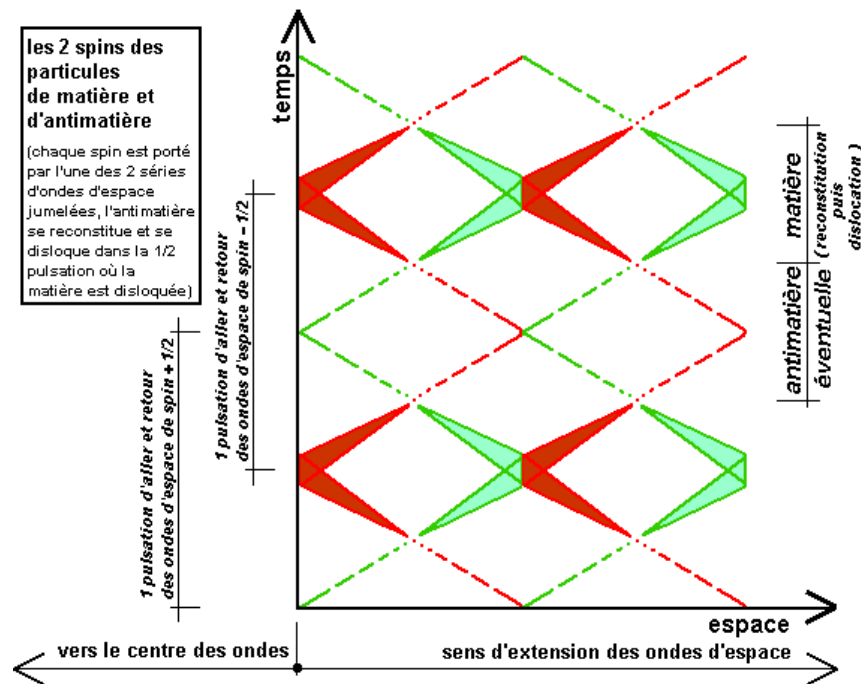 les 2 spins des
particules
de matière et
d'antimatière
(chaque spin est porté
par l'une des 2 séries
d'ondes d'espace
jumelées, l'antimatière
se reconstitue et se
disloque dans la 1/2
pulsation où la
matière est disloquée)
temps
1 pulsation d'aller et retour
des ondes d'espace de spin + 1/2
1 pulsation d'aller et retour
des ondes d'espace de spin - 1/2
matière
(reconstitution
puis
dislocation )
antimatière
éventuelle
espace
vers le centre des ondes
sens d'extension des ondes d'espace